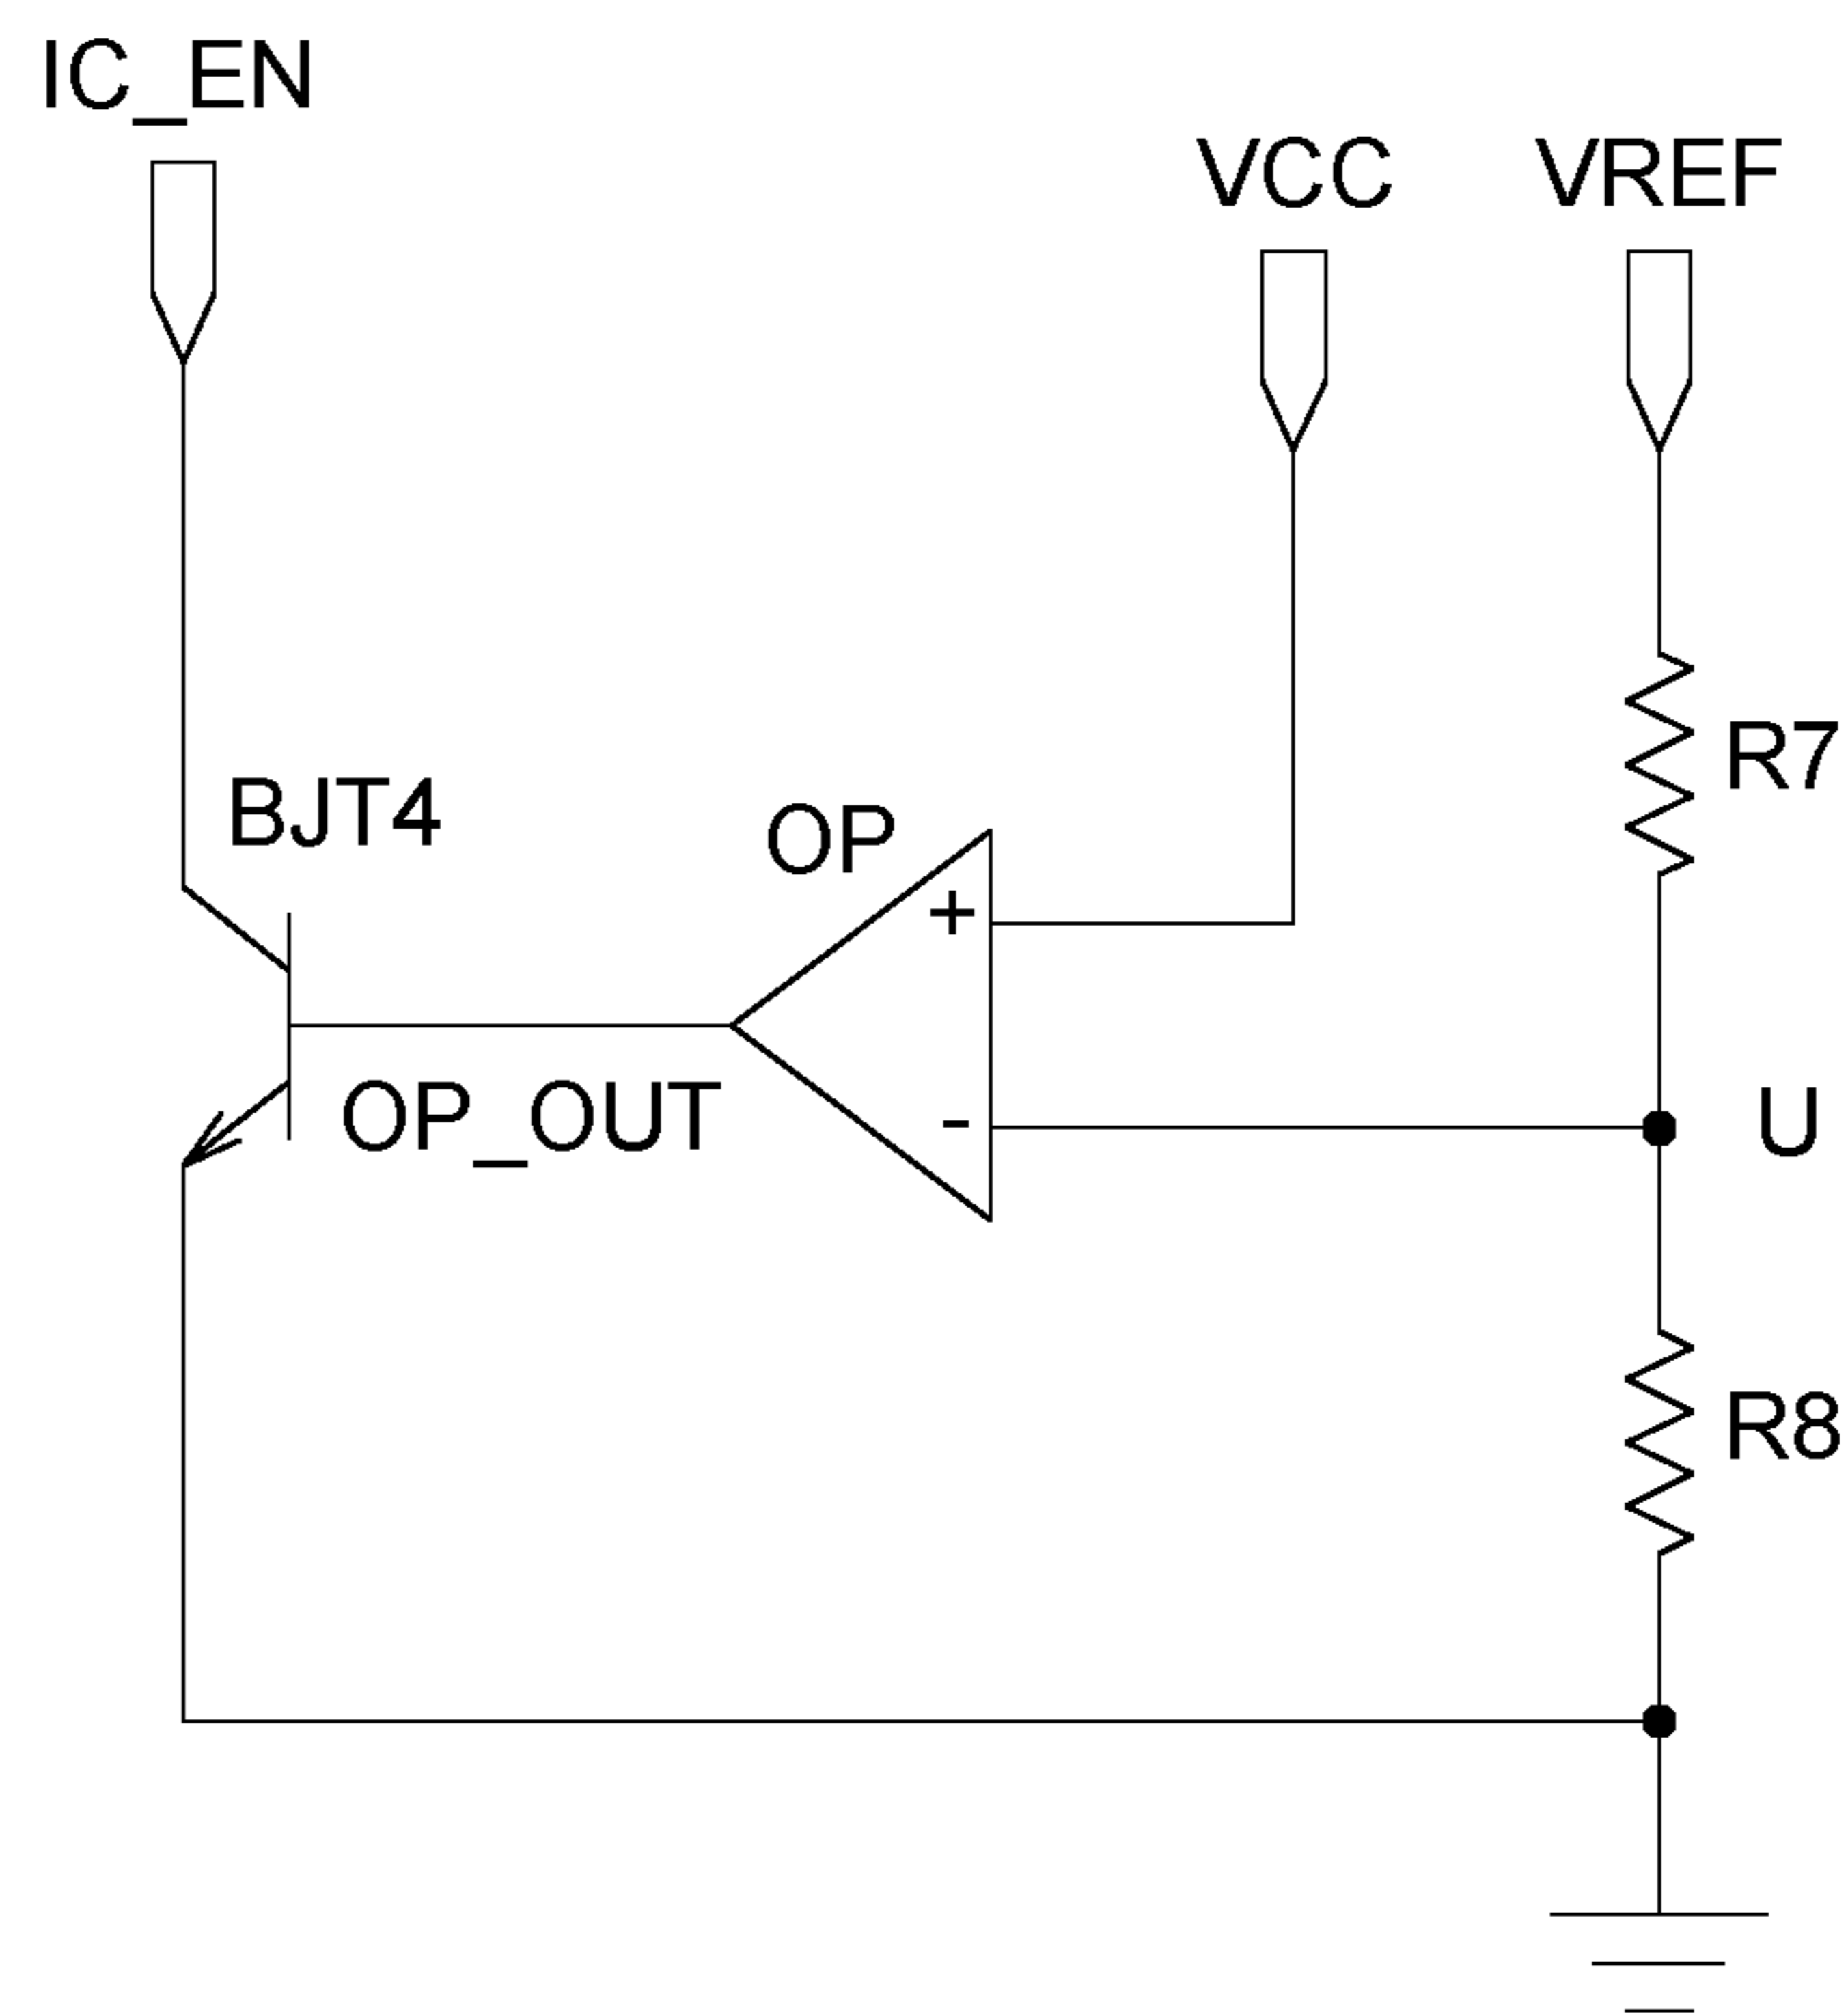 IC_EN
VCC
VREF
R7
BJT4
OP
+
-
OP_OUT
U
R8